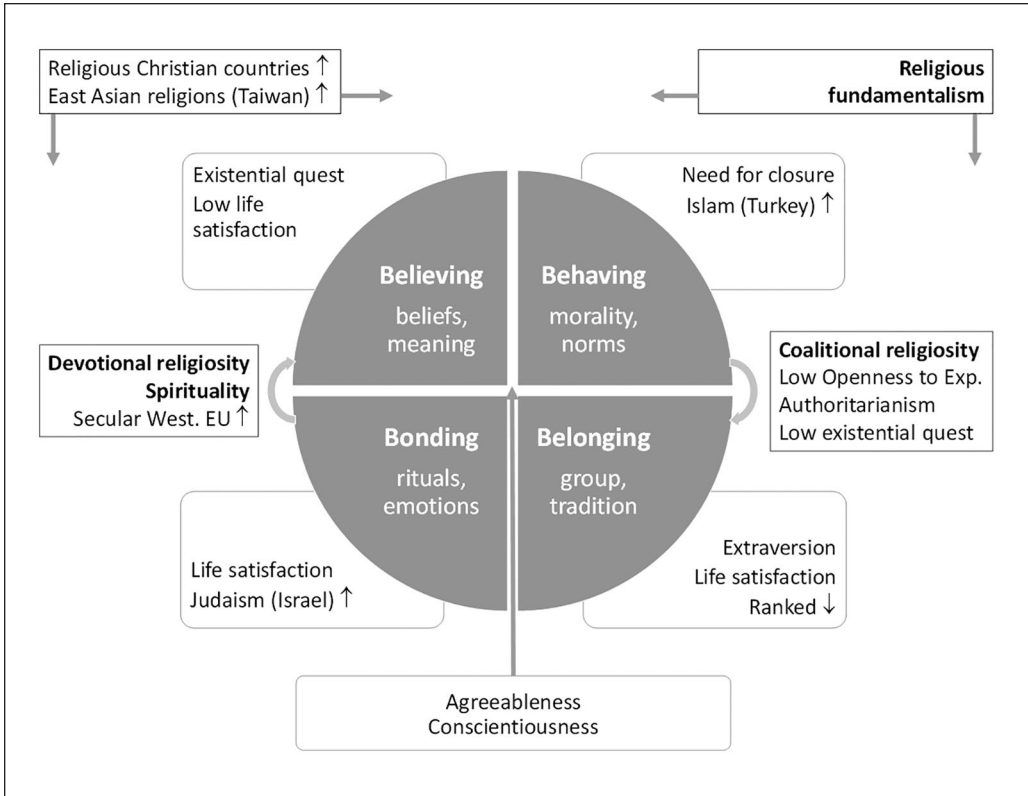 Religious Christian countries ↑
East Asian religions (Taiwan) ↑
Religious
fundamentalism
Existential quest
Low life
satisfaction
Need for closure
Islam (Turkey) ↑
Believing
beliefs,
meaning
Behaving
morality,
norms
Devotional religiosity
Spirituality
Secular West. EU ↑
Coalitional religiosity
Low Openness to Exp.
Authoritarianism
Low existential quest
Bonding
rituals,
emotions
Belonging
group,
tradition
Life satisfaction
Judaism (Israel) ↑
Extraversion
Life satisfaction
Ranked ↓
Agreeableness
Conscientiousness